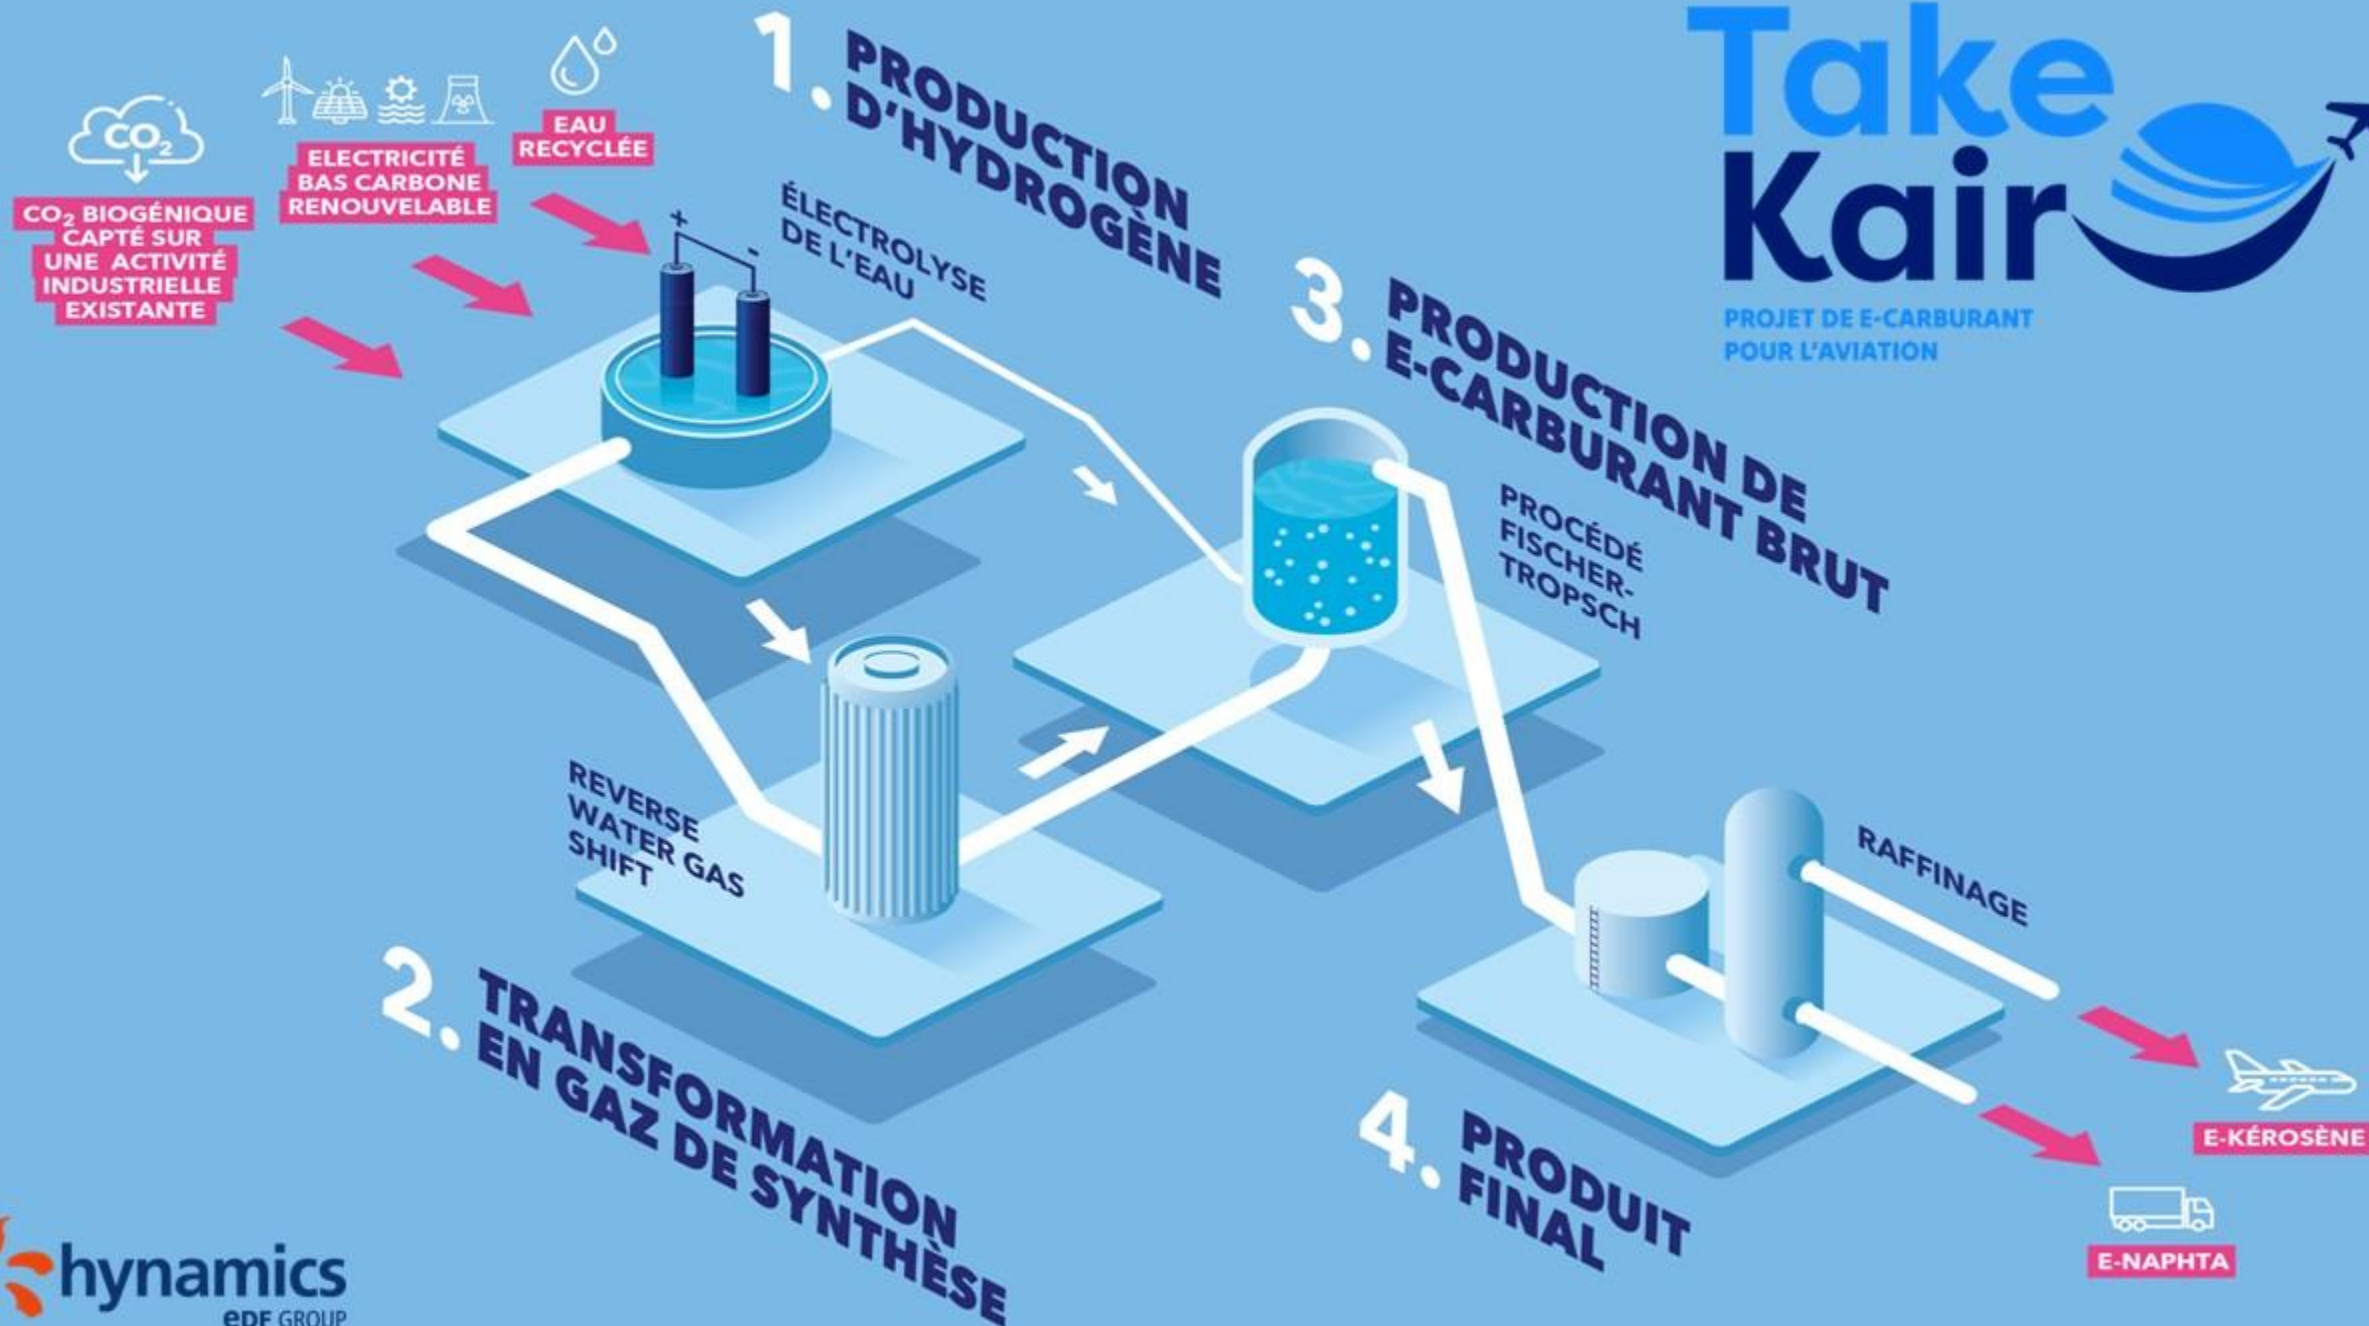 CO₂
CO₂ BIOGÉNIQUE
CAPTÉ SUR
UNE ACTIVITÉ
INDUSTRIELLE
EXISTANTE
ELECTRICITÉ
BAS CARBONE
RENOUVELABLE
EAU
RECYCLÉE
1. PRODUCTION
D'HYDROGÈNE
+
-
ÉLECTROLYSE
DE L'EAU
Take
Kair
PROJET DE E-CARBURANT
POUR L'AVIATION
3. PRODUCTION DE
E-CARBURANT BRUT
PROCÉDÉ
FISCHER-
TROPSCH
REVERSE
WATER GAS
SHIFT
2. TRANSFORMATION
EN GAZ DE SYNTHÈSE
RAFFINAGE
4. PRODUIT
FINAL
E-KÉROSÈNE
E-NAPHTA
hynamics
eDF GROUP